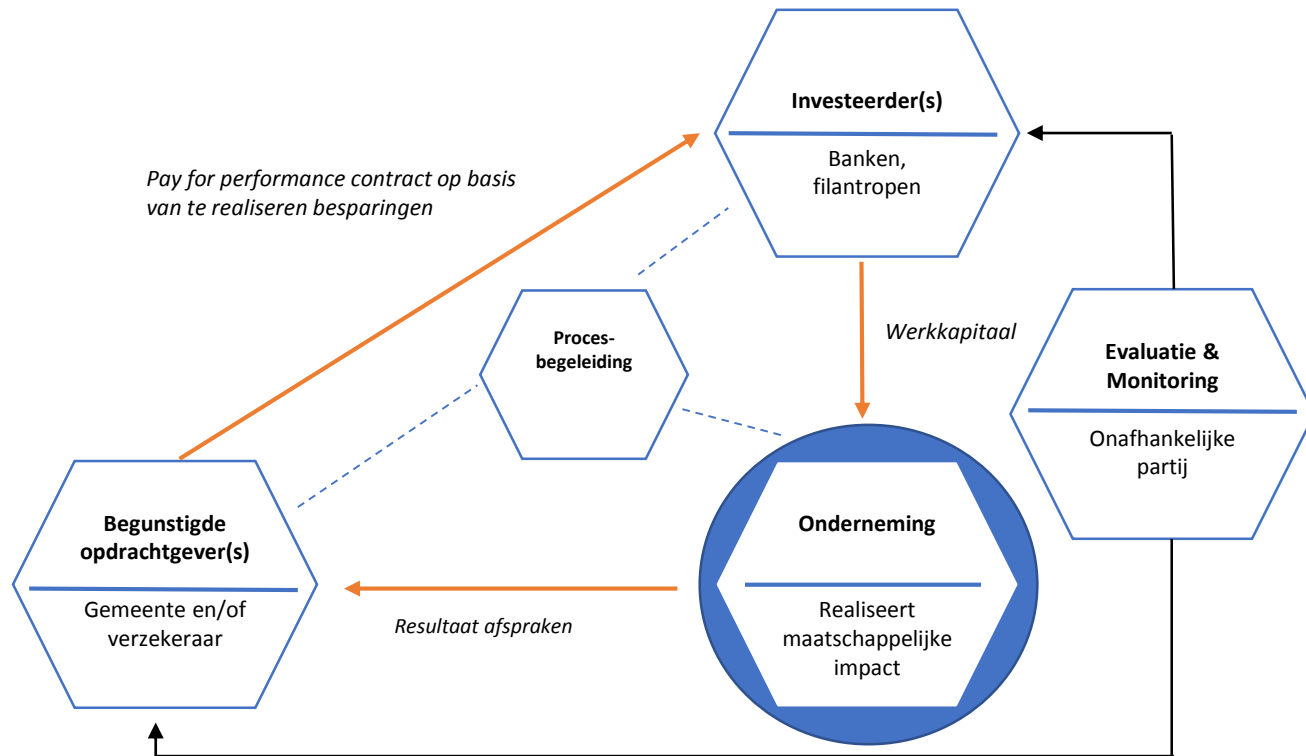 Investeerder(s)
Banken,
filantropen
Pay for performance contract op basis
van te realiseren besparingen
Proces-
begeleiding
Werkkapitaal
Evaluatie &
Monitoring
Onafhankelijke
partij
Begunstigde
opdrachtgever(s)
Gemeente en/of
verzekeraar
Resultaat afspraken
Onderneming
Realiseert
maatschappelijke
impact